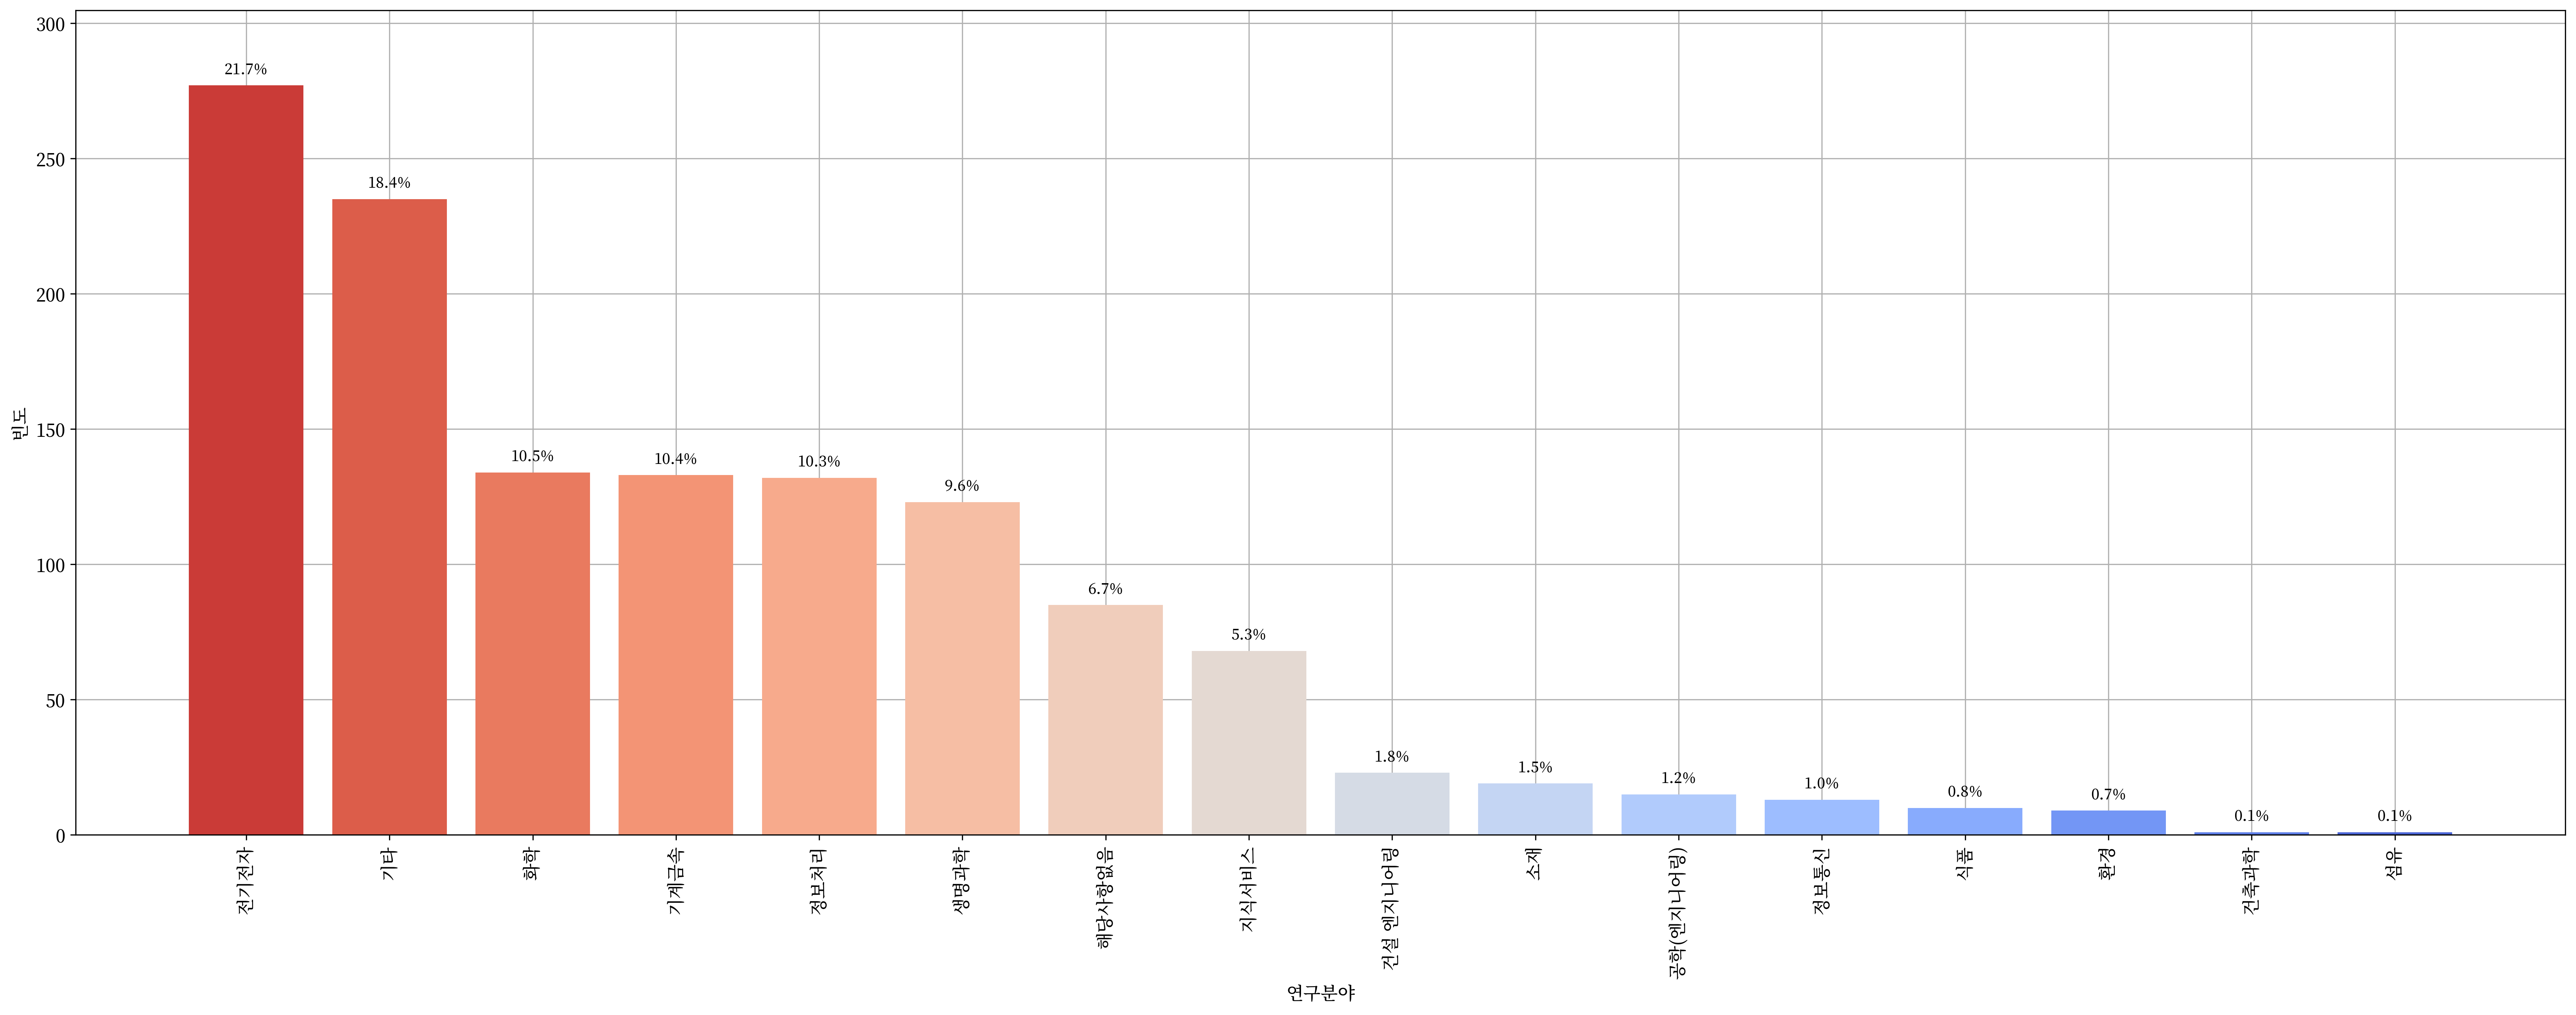 300
250
200
150
100
50
0
빈도
21.7%
18.4%
10.5%
10.4%
10.3%
9.6%
6.7%
5.3%
1.8%
1.5%
1.2%
1.0%
0.8%
0.7%
0.1%
0.1%
전기전자
기타
화학
기계금속
정보처리
생명과학
해당사항없음
지식서비스
건설 엔지니어링
소재
공학(엔지니어링)
정보통신
식품
환경
건축과학
섬유
연구분야